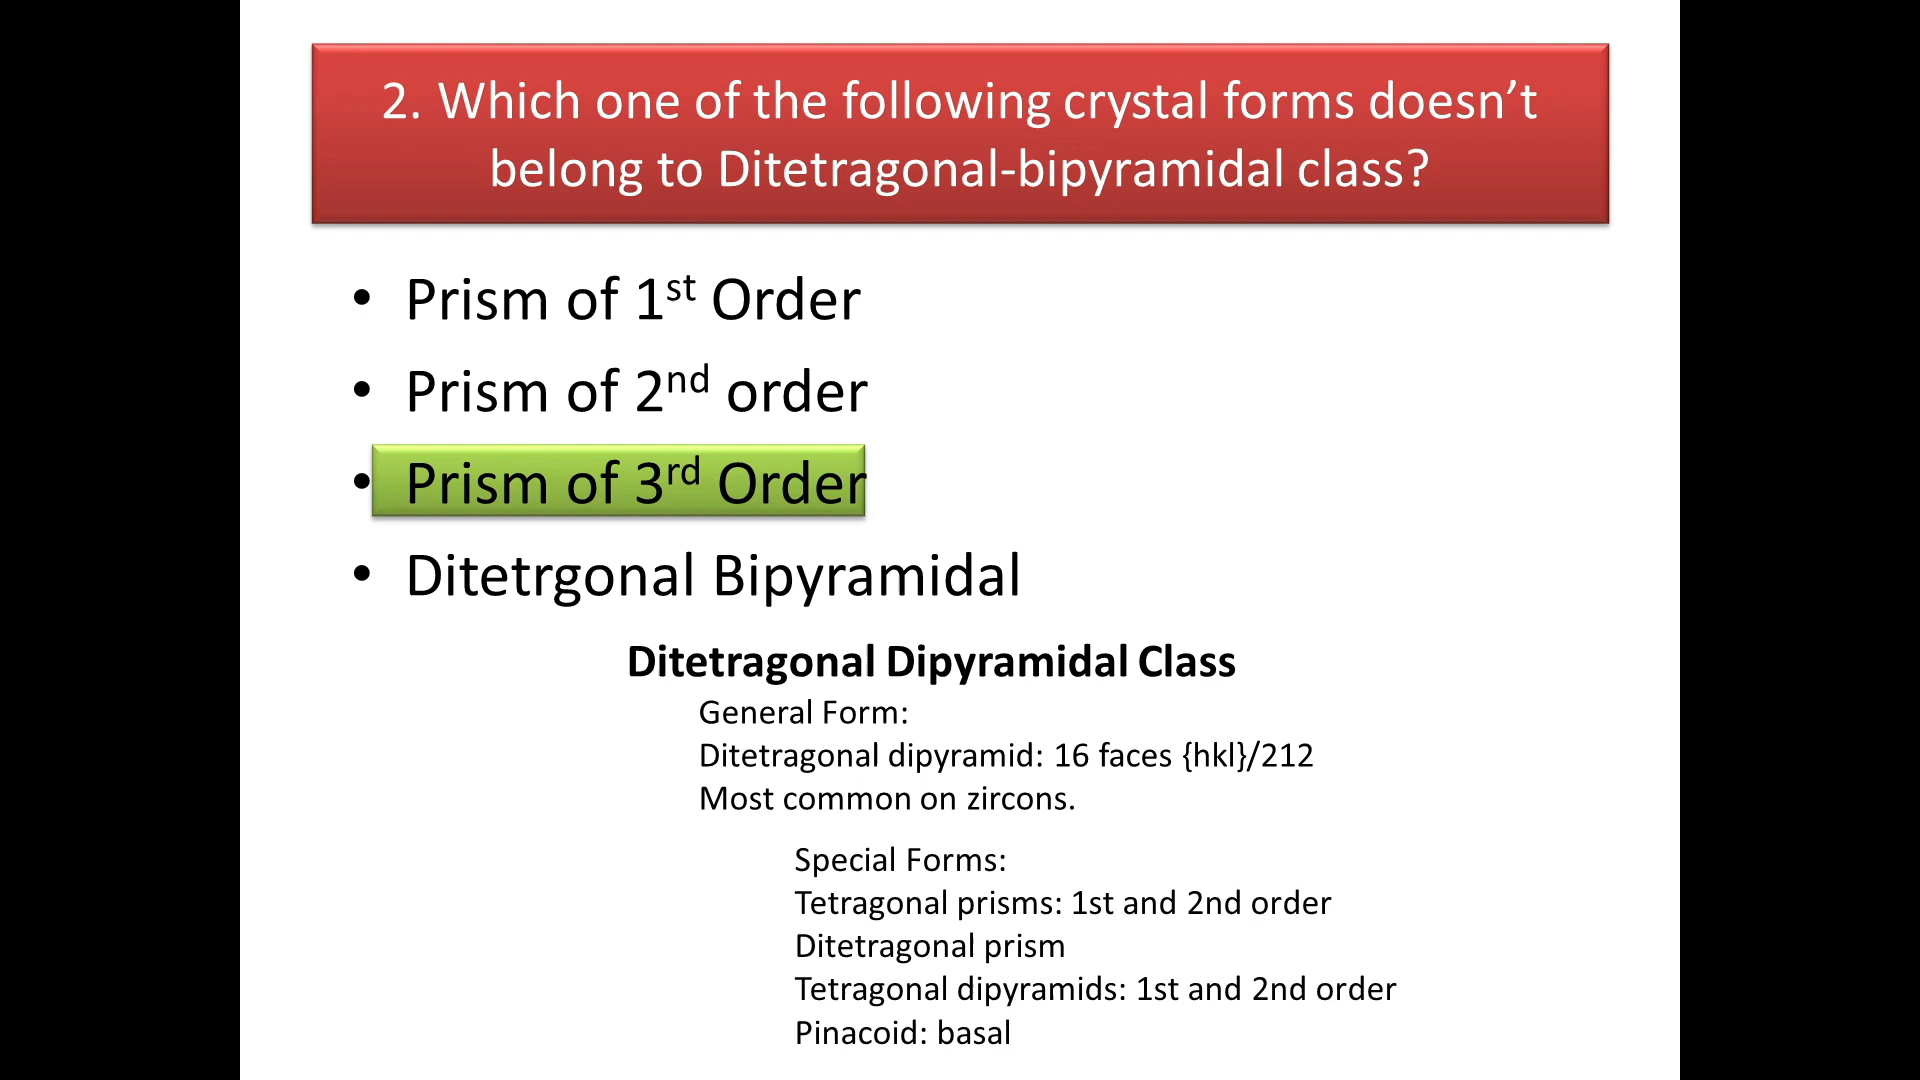 2. Which one of the following crystal forms doesn’t
belong to Ditetragonal-bipyramidal class?
• Prism of 1st Order
• Prism of 2nd order
• Prism of 3rd Order
• Ditetrgonal Bipyramidal
Ditetragonal Dipyramidal Class
General Form:
Ditetragonal dipyramid: 16 faces {hkl}/212
Most common on zircons.
Special Forms:
Tetragonal prisms: 1st and 2nd order
Ditetragonal prism
Tetragonal dipyramids: 1st and 2nd order
Pinacoid: basal